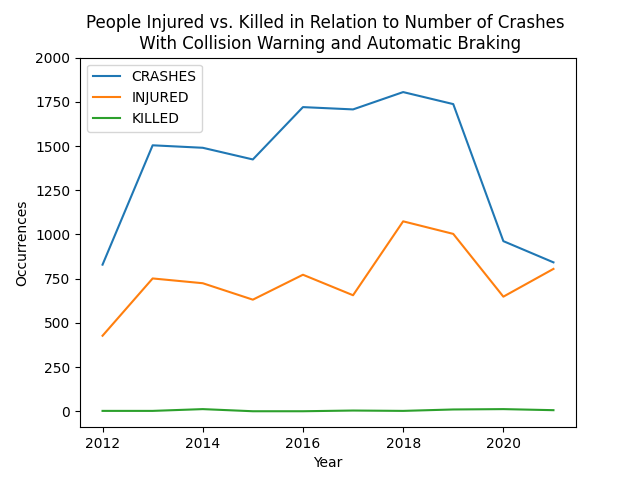 People Injured vs. Killed in Relation to Number of Crashes
With Collision Warning and Automatic Braking
CRASHES
INJURED
KILLED
2000
1750
1500
1250
1000
750
500
250
0
Occurrences
2012 2014 2016 2018 2020
Year